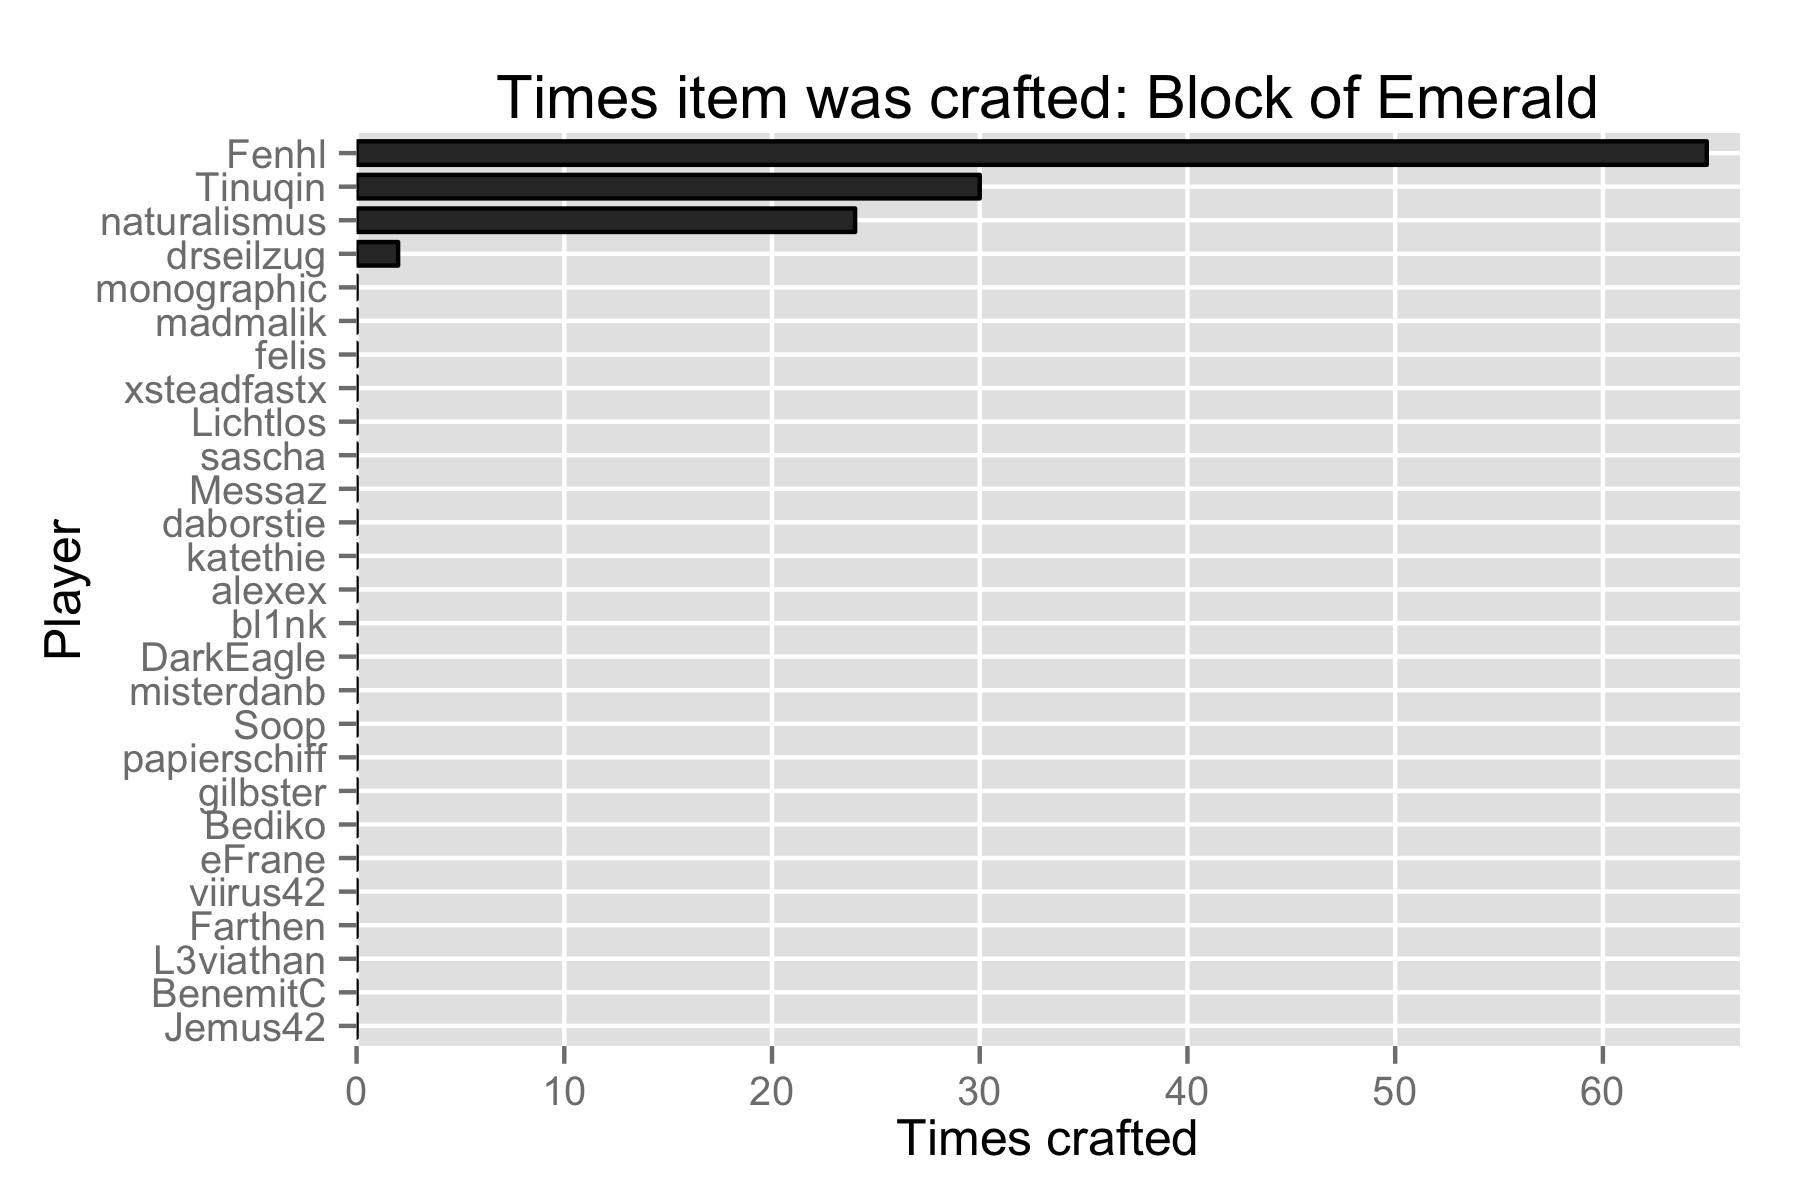 Times item was crafted: Block of Emerald
Fenhl
Tinuqin
naturalismus
drseilzug
monographic
madmalik
felis
xsteadfastx
Lichtlos
sascha
Messaz
daborstie
katethie
alexex
bl1nk
DarkEagle
misterdanb
Soop
papierschiff
gilbster
Bediko
eFrane
viirus42
Farthen
L3viathan
BenemitC
Jemus42
Player
0 10 20 30 40 50 60
Times crafted